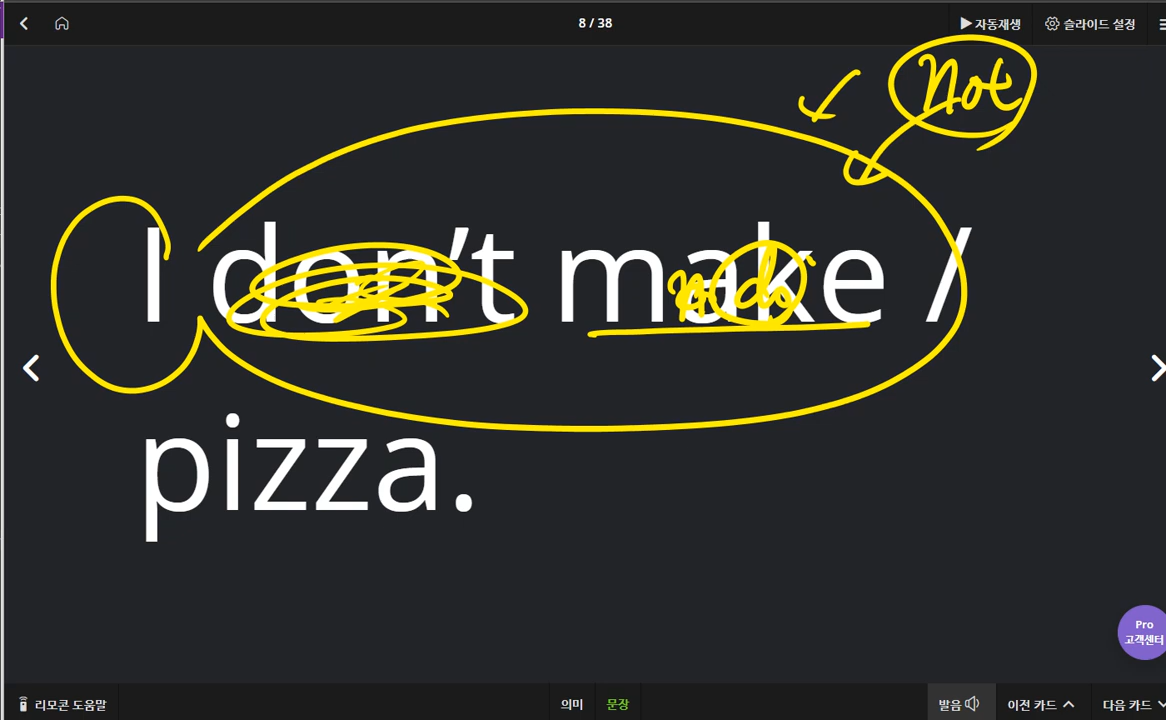 8 / 38
자동재생
슬라이드 설정
Not
I don't make /
pizza.
Pro
고객센터
리모콘 도움말
의미
문장
발음
이전 카드
다음 카드